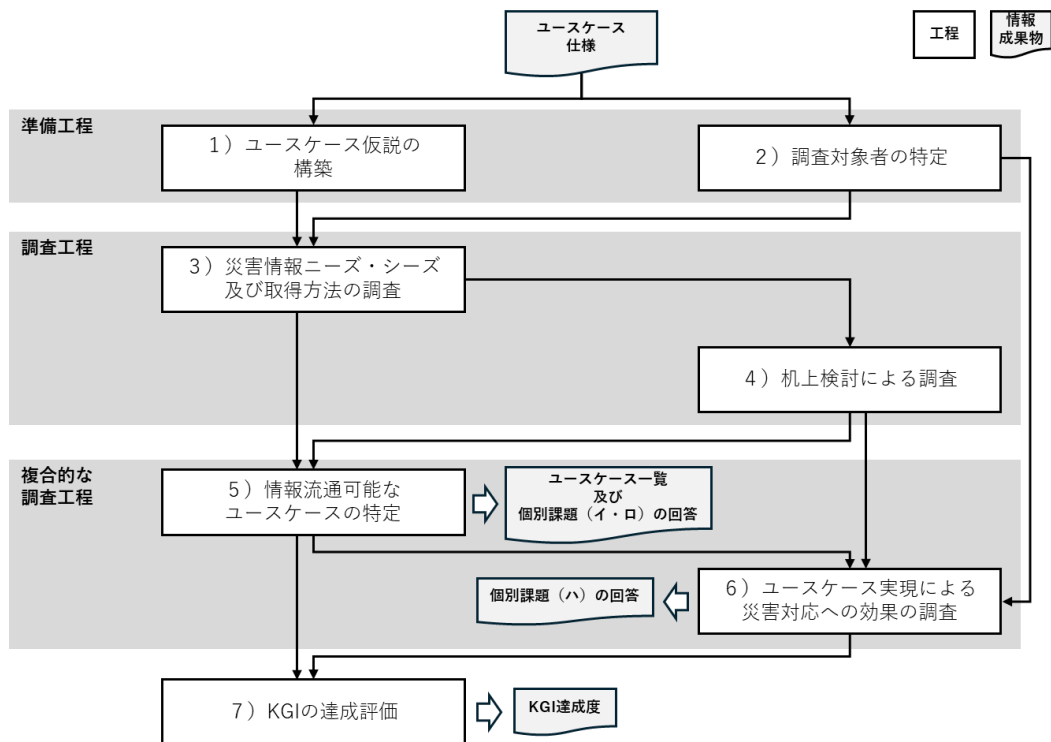 ユースケース
仕様
工程
情報
成果物
準備工程
１）ユースケース仮説の
構築
２）調査対象者の特定
調査工程
３）災害情報ニーズ・シーズ
及び取得方法の調査
４）机上検討による調査
複合的な
調査工程
５）情報流通可能な
ユースケースの特定
ユースケース一覧
及び
個別課題（イ・ロ）の回答
６）ユースケース実現による
災害対応への効果の調査
個別課題（ハ）の回答
７）KGIの達成評価
KGI達成度